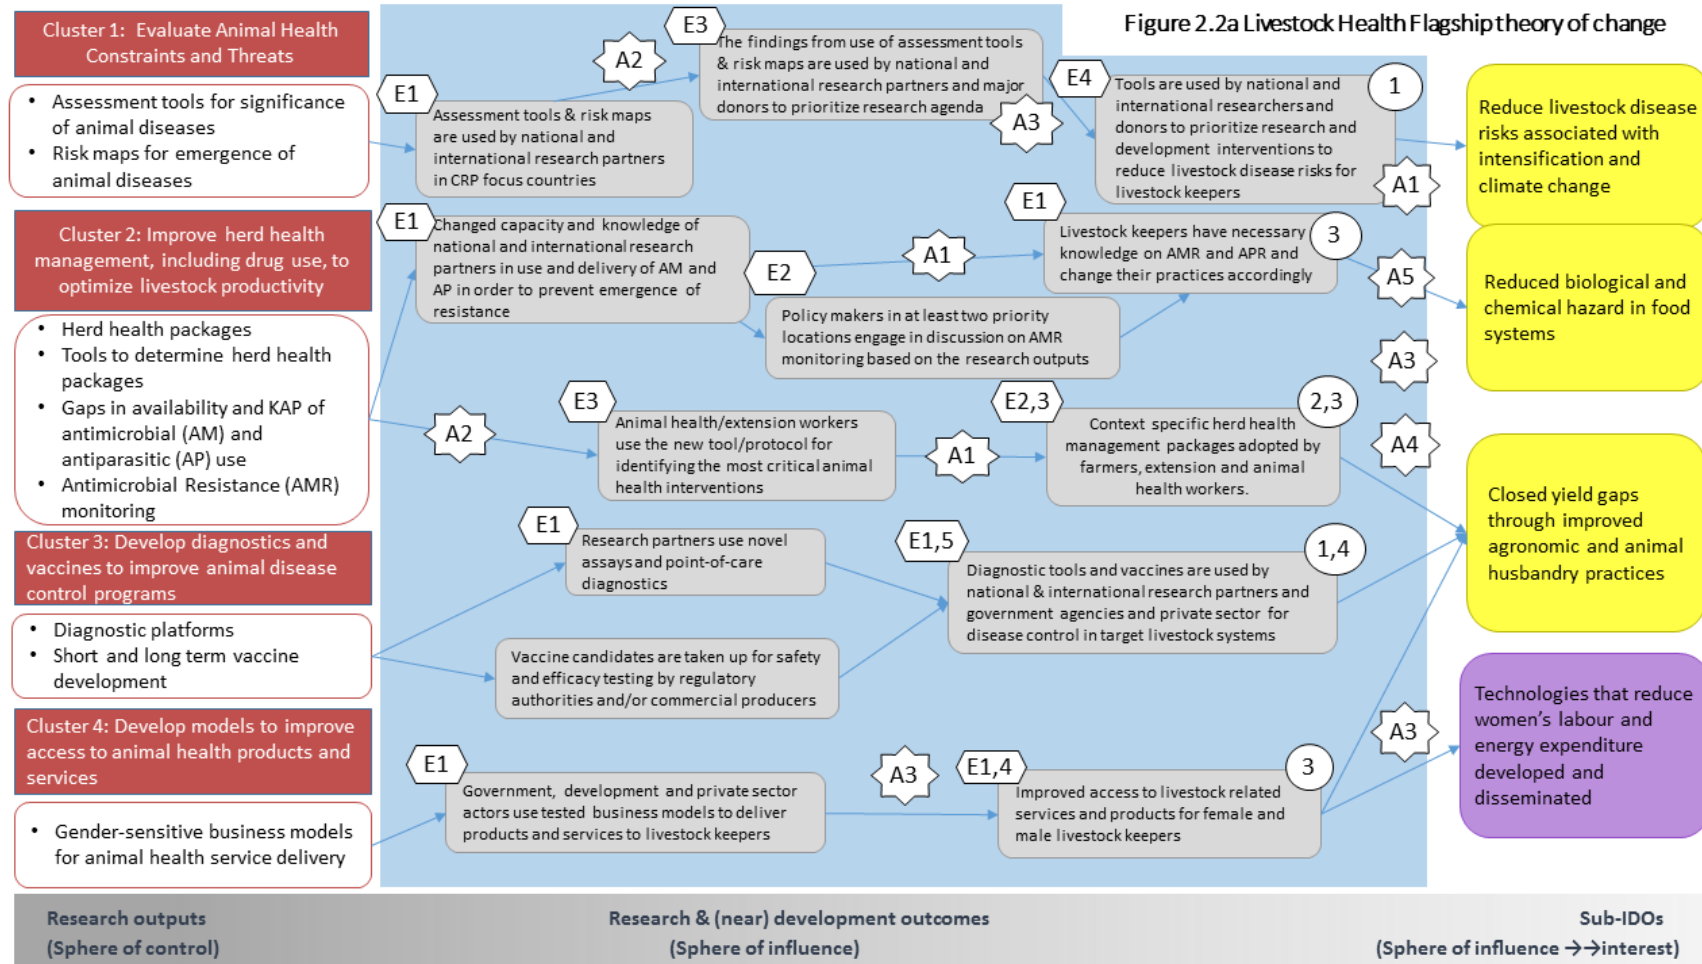 Figure 2.2a Livestock Health Flagship theory of change
Cluster 1: Evaluate Animal Health
Constraints and Threats
• Assessment tools for significance
of animal diseases
• Risk maps for emergence of
animal diseases
E1
Assessment tools & risk maps
are used by national and
international research partners
in CRP focus countries
A2
E3
The findings from use of assessment tools
& risk maps are used by national and
international research partners and major
donors to prioritize research agenda
A3
E4
1
Tools are used by national and
international researchers and
donors to prioritize research and
development interventions to
reduce livestock disease risks for
livestock keepers
A1
Reduce livestock disease
risks associated with
intensification and
climate change
Cluster 2: Improve herd health
management, including drug use, to
optimize livestock productivity
• Herd health packages
• Tools to determine herd health
packages
• Gaps in availability and KAP of
antimicrobial (AM) and
antiparasitic (AP) use
• Antimicrobial Resistance (AMR)
monitoring
E1
Changed capacity and knowledge of
national and international research
partners in use and delivery of AM and
AP in order to prevent emergence of
resistance
E2
Policy makers in at least two priority
locations engage in discussion on AMR
monitoring based on the research outputs
A1
E1
3
Livestock keepers have necessary
knowledge on AMR and APR and
change their practices accordingly
A5
Reduced biological and
chemical hazard in food
systems
A3
A2
E3
Animal health/extension workers
use the new tool/protocol for
identifying the most critical animal
health interventions
A1
E2,3
2,3
Context specific herd health
management packages adopted by
farmers, extension and animal
health workers.
A4
Closed yield gaps
through improved
agronomic and animal
husbandry practices
Cluster 3: Develop diagnostics and
vaccines to improve animal disease
control programs
• Diagnostic platforms
• Short and long term vaccine
development
E1
Research partners use novel
assays and point-of-care
diagnostics
Vaccine candidates are taken up for safety
and efficacy testing by regulatory
authorities and/or commercial producers
E1,5
1,4
Diagnostic tools and vaccines are used by
national & international research partners and
government agencies and private sector for
disease control in target livestock systems
Cluster 4: Develop models to improve
access to animal health products and
services
• Gender-sensitive business models
for animal health service delivery
E1
Government, development and private sector
actors use tested business models to deliver
products and services to livestock keepers
A3
E1,4
3
Improved access to livestock related
services and products for female and
male livestock keepers
A3
Technologies that reduce
women's labour and
energy expenditure
developed and
disseminated
Research outputs
(Sphere of control)
Research & (near) development outcomes
(Sphere of influence)
Sub-IDOs
(Sphere of influence →→interest)